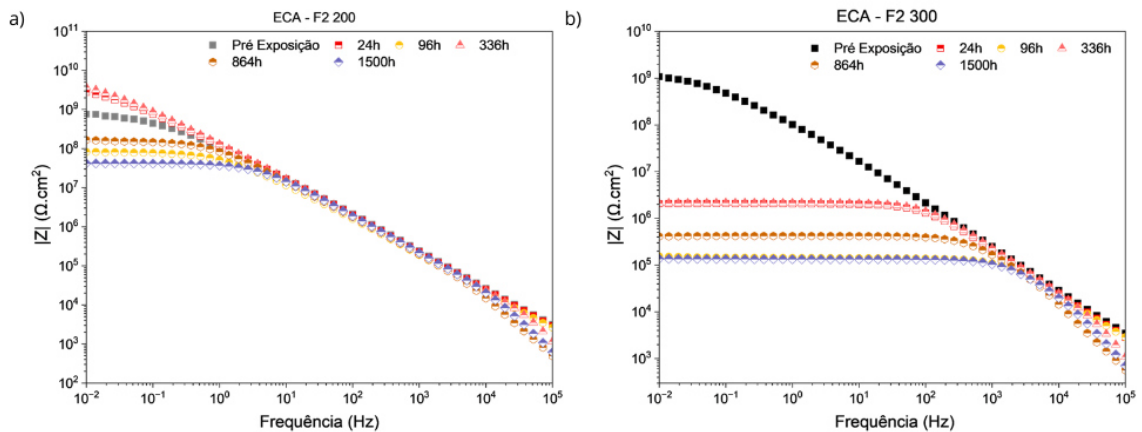 a)
ECA - F2 200
Pré Exposição 24h 96h 336h
864h 1500h
10¹¹
10¹⁰
10⁹
10⁸
10⁷
10⁶
10⁵
10⁴
10³
10²
|Z| (Ω.cm²)
10⁻² 10⁻¹ 10⁰ 10¹ 10² 10³ 10⁴ 10⁵
Frequência (Hz)
b)
ECA - F2 300
Pré Exposição 24h 96h 336h
864h 1500h
10¹⁰
10⁹
10⁸
10⁷
10⁶
10⁵
10⁴
10³
|Z| (Ω.cm²)
10⁻² 10⁻¹ 10⁰ 10¹ 10² 10³ 10⁴ 10⁵
Frequência (Hz)